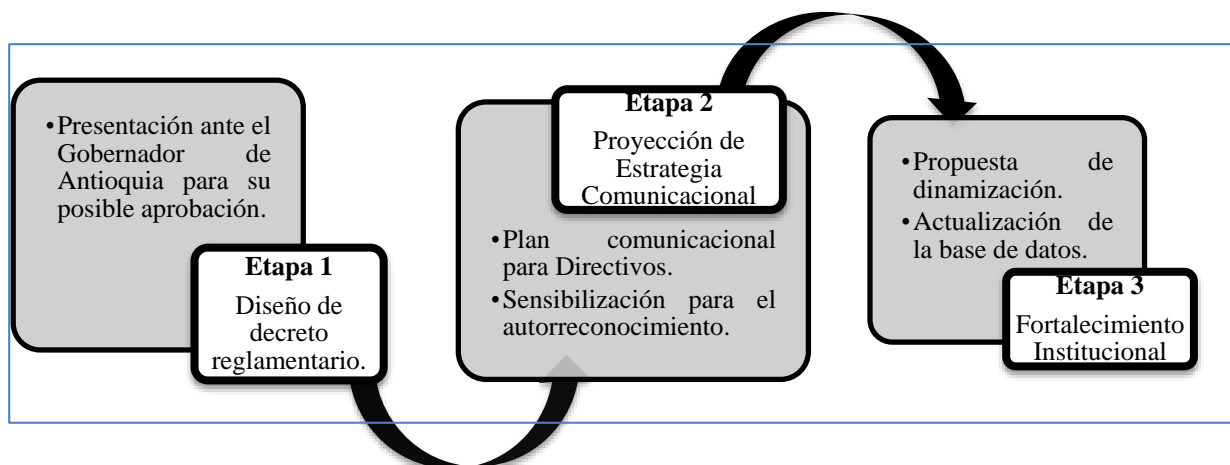 •Presentación ante el
Gobernador de
Antioquia para su
posible aprobación.
Etapa 1
Diseño de
decreto
reglamentario.
Etapa 2
Proyección de
Estrategia
Comunicacional
•Plan comunicacional
para Directivos.
•Sensibilización para el
autorreconocimiento.
•Propuesta de
dinamización.
•Actualización de
la base de datos.
Etapa 3
Fortalecimiento
Institucional